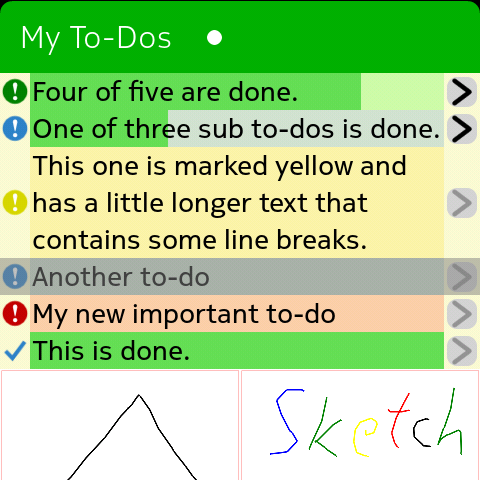 My To-Dos
Four of five are done.
One of three sub to-dos is done.
This one is marked yellow and
has a little longer text that
contains some line breaks.
Another to-do
My new important to-do
This is done.
Sketch